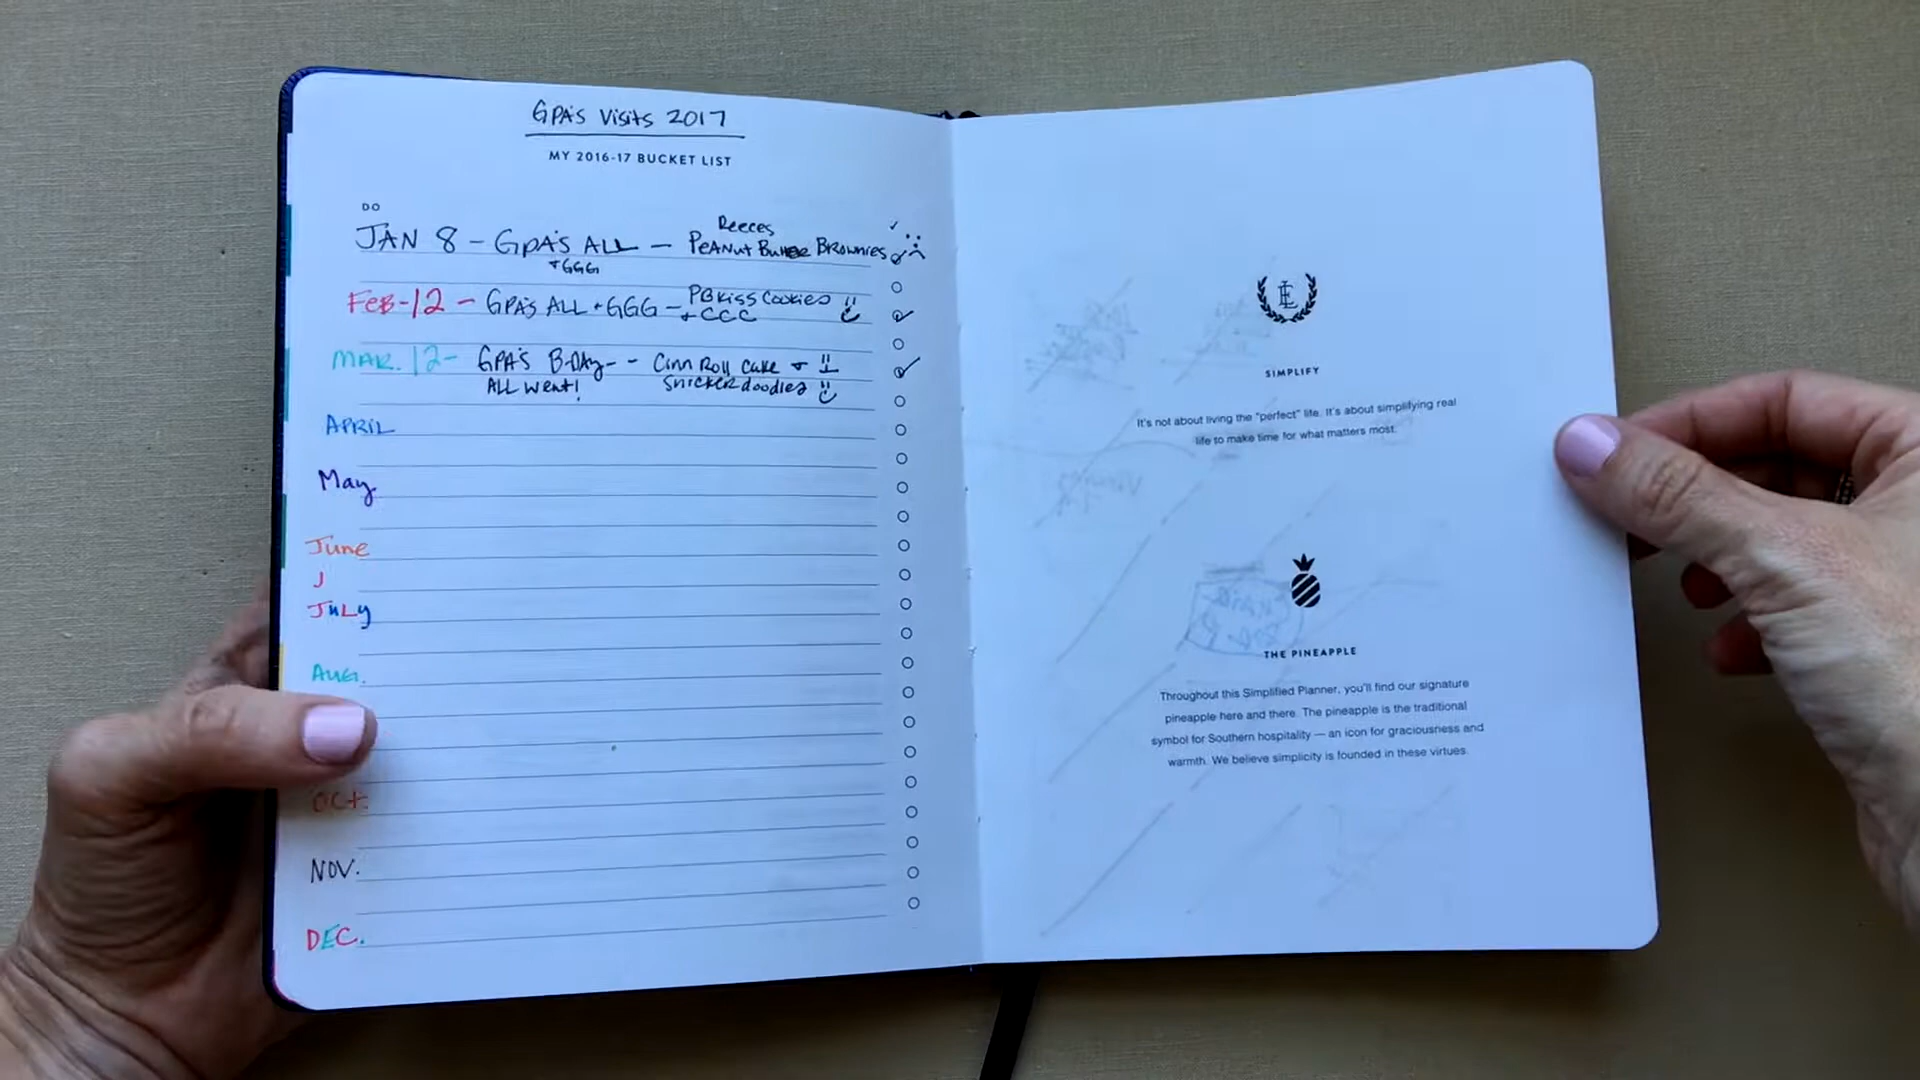 GPA'S Visits 2017
MY 2016-17 BUCKET LIST
DO
JAN 8 - GPA'S ALL - Reeces PEANut Butter BROWNIES
+GGG
FEB-12 - GPA'S ALL + GGG - PB Kiss Cookies
+ CCC
MAR. 12- GPA'S B-DAy- - Cinn Roll Cake +
ALL Went! SNICKERdoodles
APRIL
May
June
J
JuLy
AUG.
OCT.
NOV.
DEC.
SIMPLIFY
It's not about living the "perfect" life. It's about simplifying real
life to make time for what matters most.
THE PINEAPPLE
Throughout this Simplified Planner, you'll find our signature
pineapple here and there. The pineapple is the traditional
symbol for Southern hospitality — an icon for graciousness and
warmth. We believe simplicity is founded in these virtues.